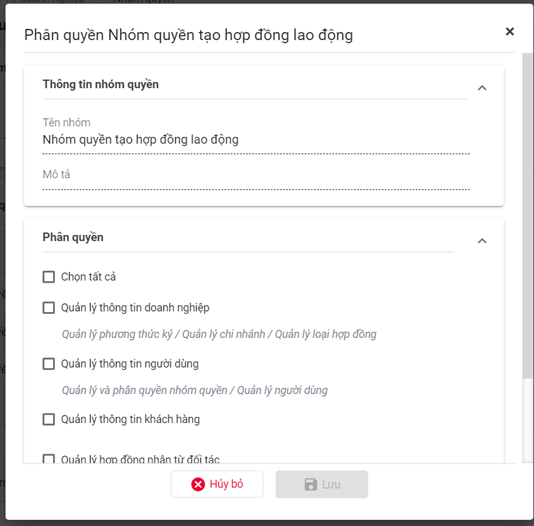 Phân quyền Nhóm quyền tạo hợp đồng lao động
Thông tin nhóm quyền
Tên nhóm
Nhóm quyền tạo hợp đồng lao động
Mô tả
Phân quyền
Chọn tất cả
Quản lý thông tin doanh nghiệp
Quản lý phương thức ký / Quản lý chi nhánh / Quản lý loại hợp đồng
Quản lý thông tin người dùng
Quản lý và phân quyền nhóm quyền / Quản lý người dùng
Quản lý thông tin khách hàng
Quản lý hợp đồng nhận từ đối tác
Hủy bỏ
Lưu